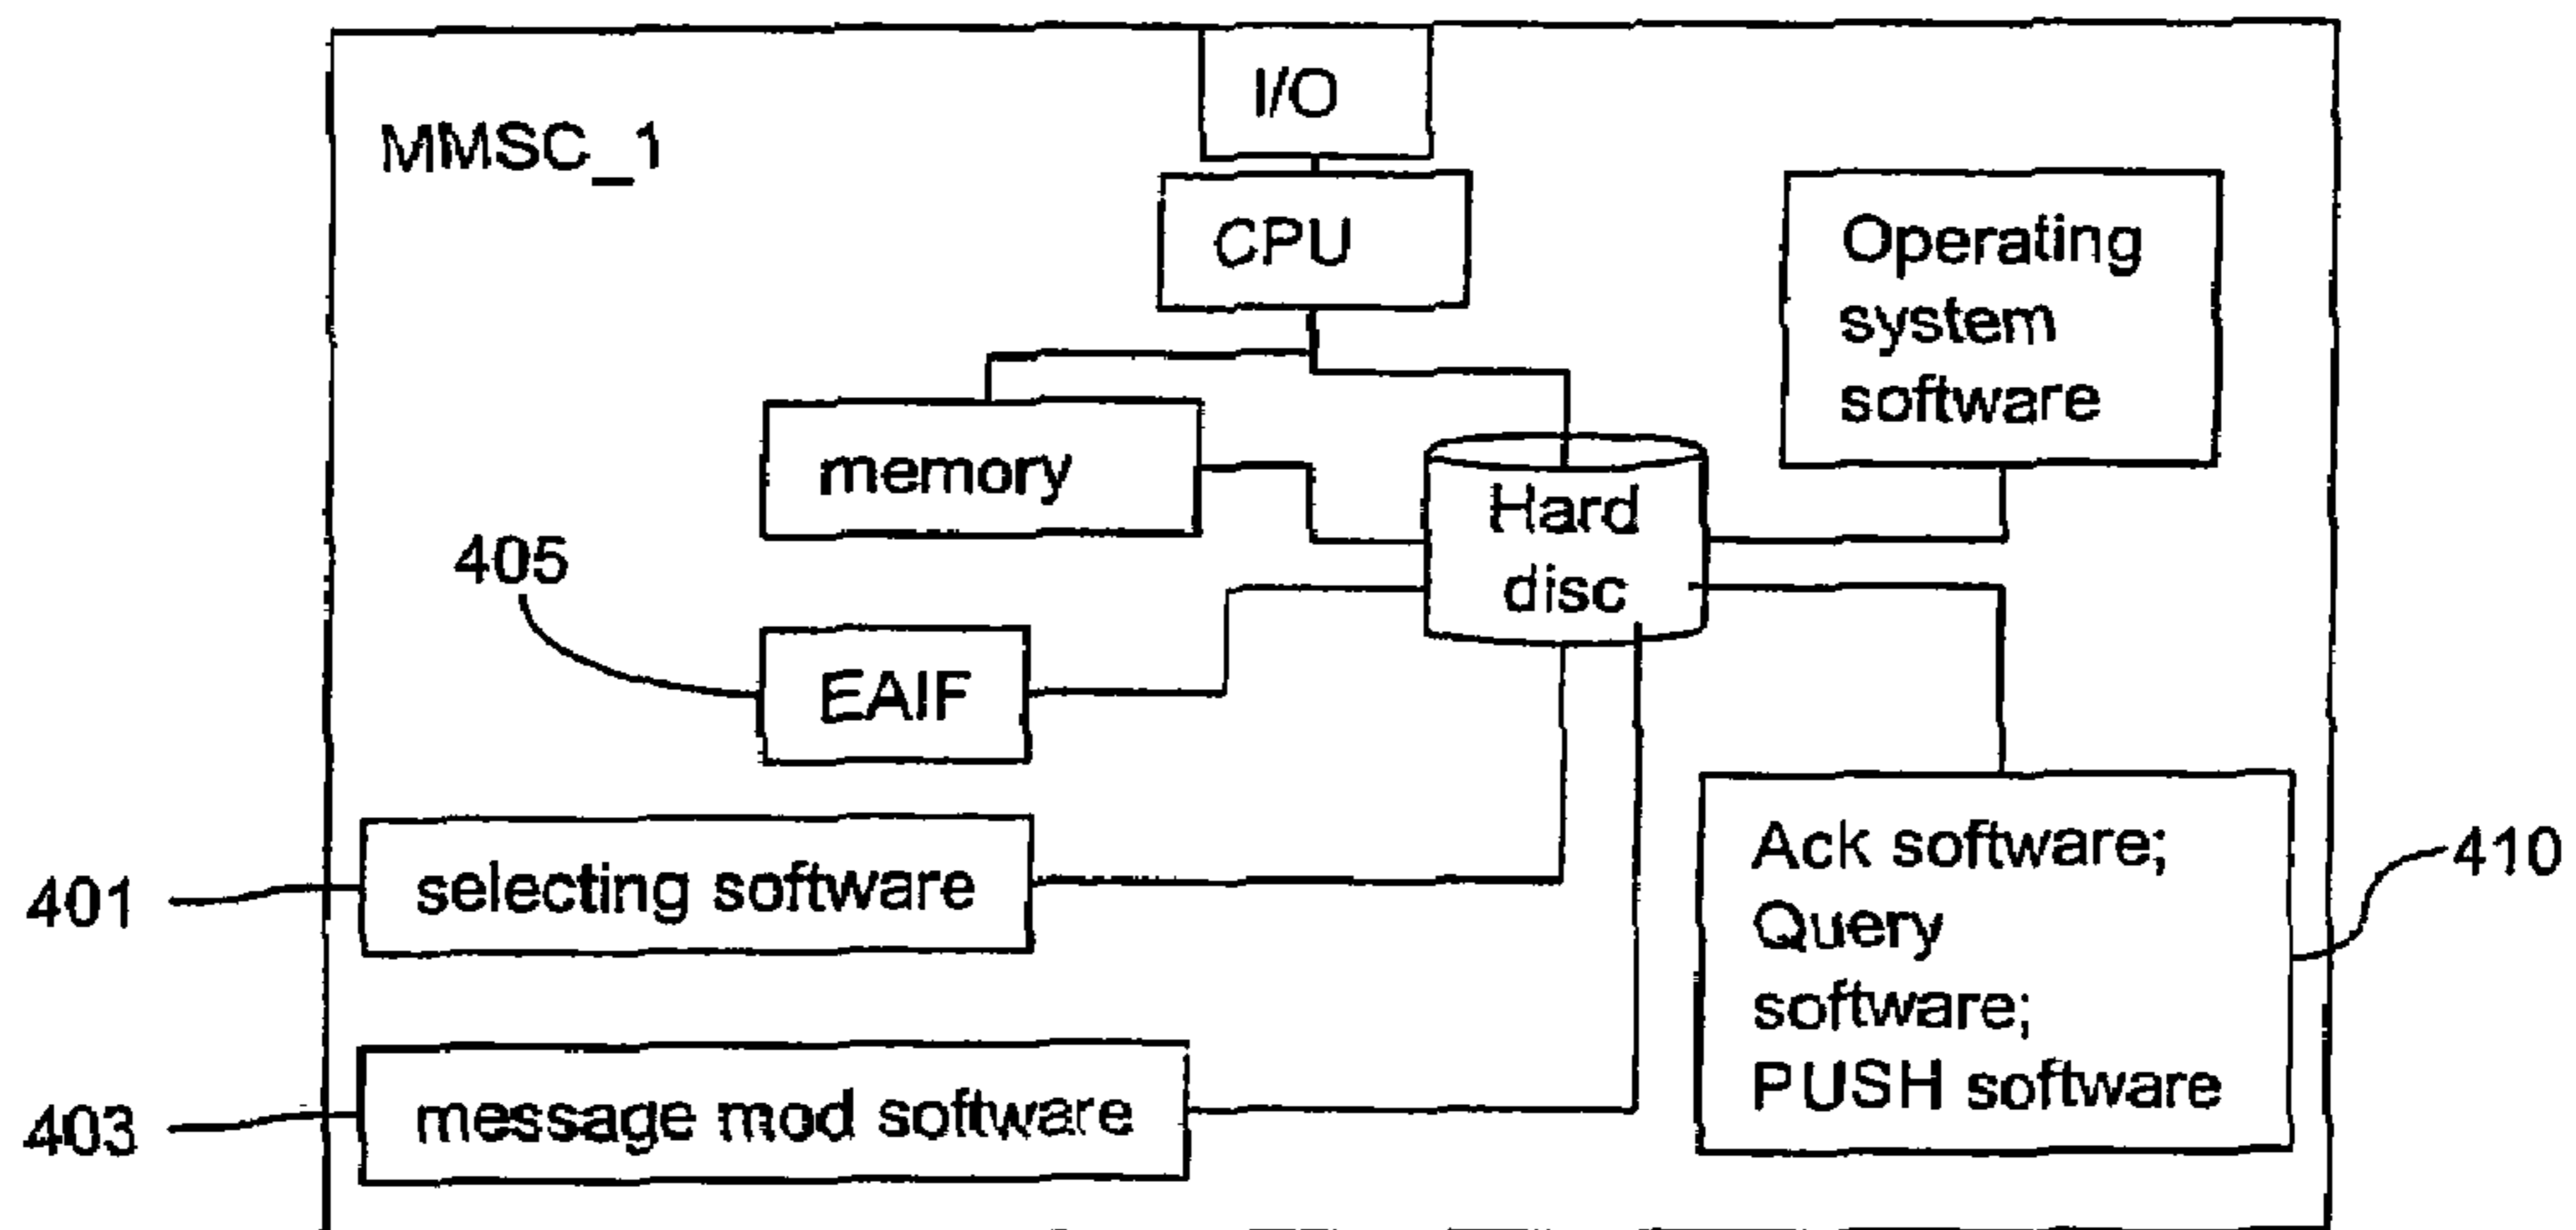 I/O
MMSC_1
CPU
Operating
system
software
memory
Hard
disc
405
EAIF
401
selecting software
Ack software;
Query
software;
PUSH software
410
403
message mod software